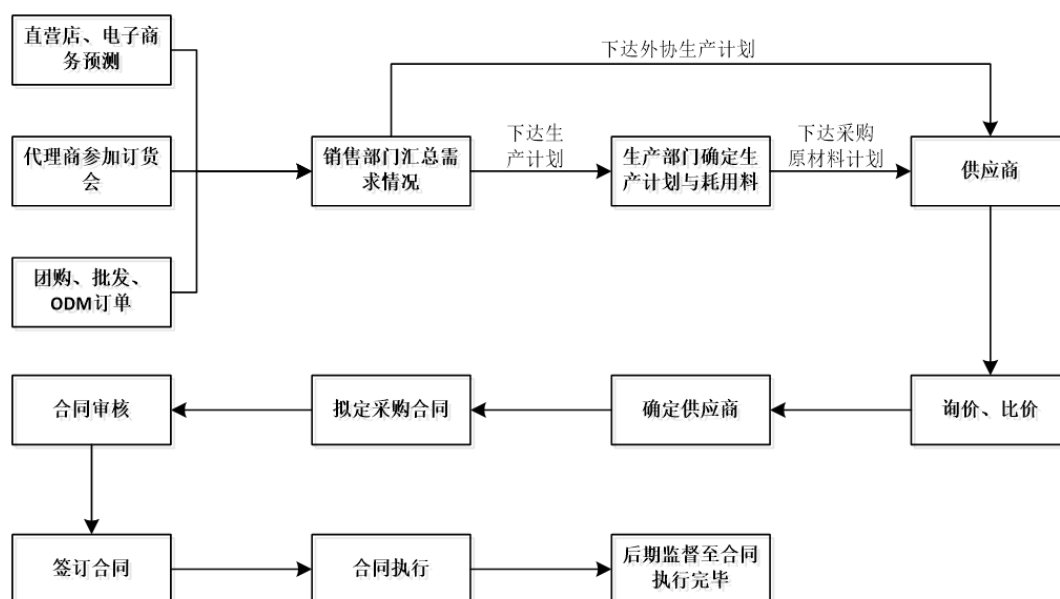 直营店、电子商
务预测
下达外协生产计划
代理商参加订货
会
销售部门汇总需
求情况
下达生
产计划
生产部门确定生
产计划与耗用料
下达采购
原材料计划
供应商
团购、批发、
ODM订单
合同审核
拟定采购合同
确定供应商
询价、比价
签订合同
合同执行
后期监督至合同
执行完毕